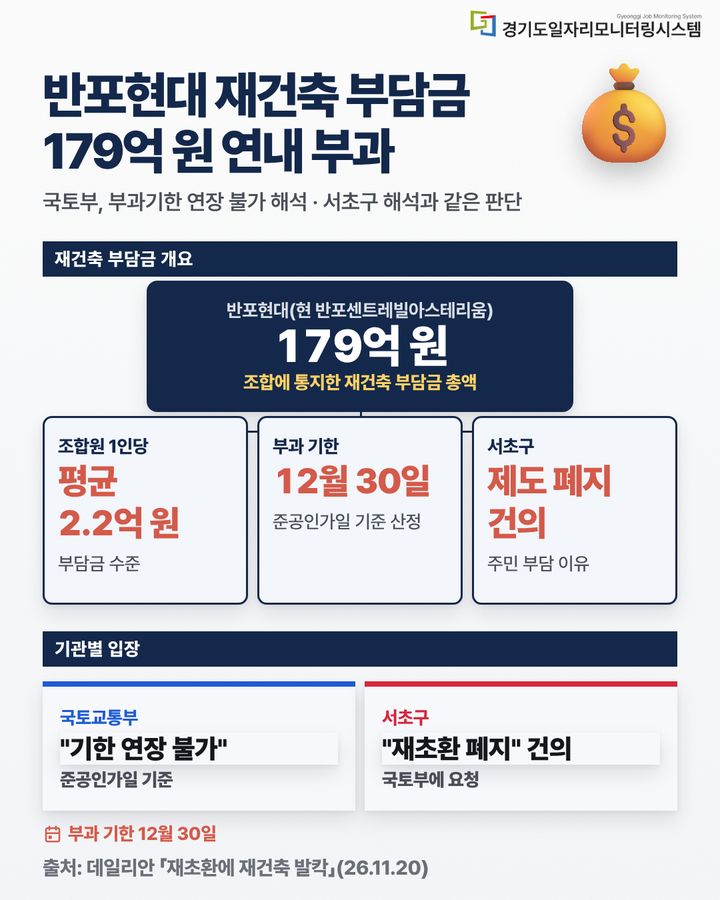 Gyeonggi Job Monitoring System
경기도일자리모니터링시스템
반포현대 재건축 부담금
179억 원 연내 부과
국토부, 부과기한 연장 불가 해석 · 서초구 해석과 같은 판단
재건축 부담금 개요
반포현대(현 반포센트레빌아스테리움)
179억 원
조합에 통지한 재건축 부담금 총액
조합원 1인당
평균
2.2억 원
부담금 수준
부과 기한
12월 30일
준공인가일 기준 산정
서초구
제도 폐지
건의
주민 부담 이유
기관별 입장
국토교통부
"기한 연장 불가"
준공인가일 기준
서초구
"재초환 폐지" 건의
국토부에 요청
부과 기한 12월 30일
출처: 데일리안 『재초환에 재건축 발칵』(26.11.20)